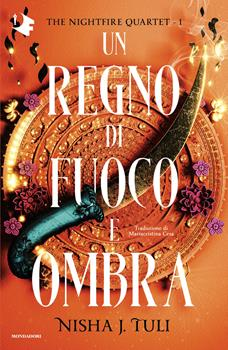 THE NIGHTFIRE QUARTET - 1
UN
REGNO
DI
FUOCO
E
OMBRA
Traduzione di
Mariacristina Cesa
NISHA J. TULI
MONDADORI